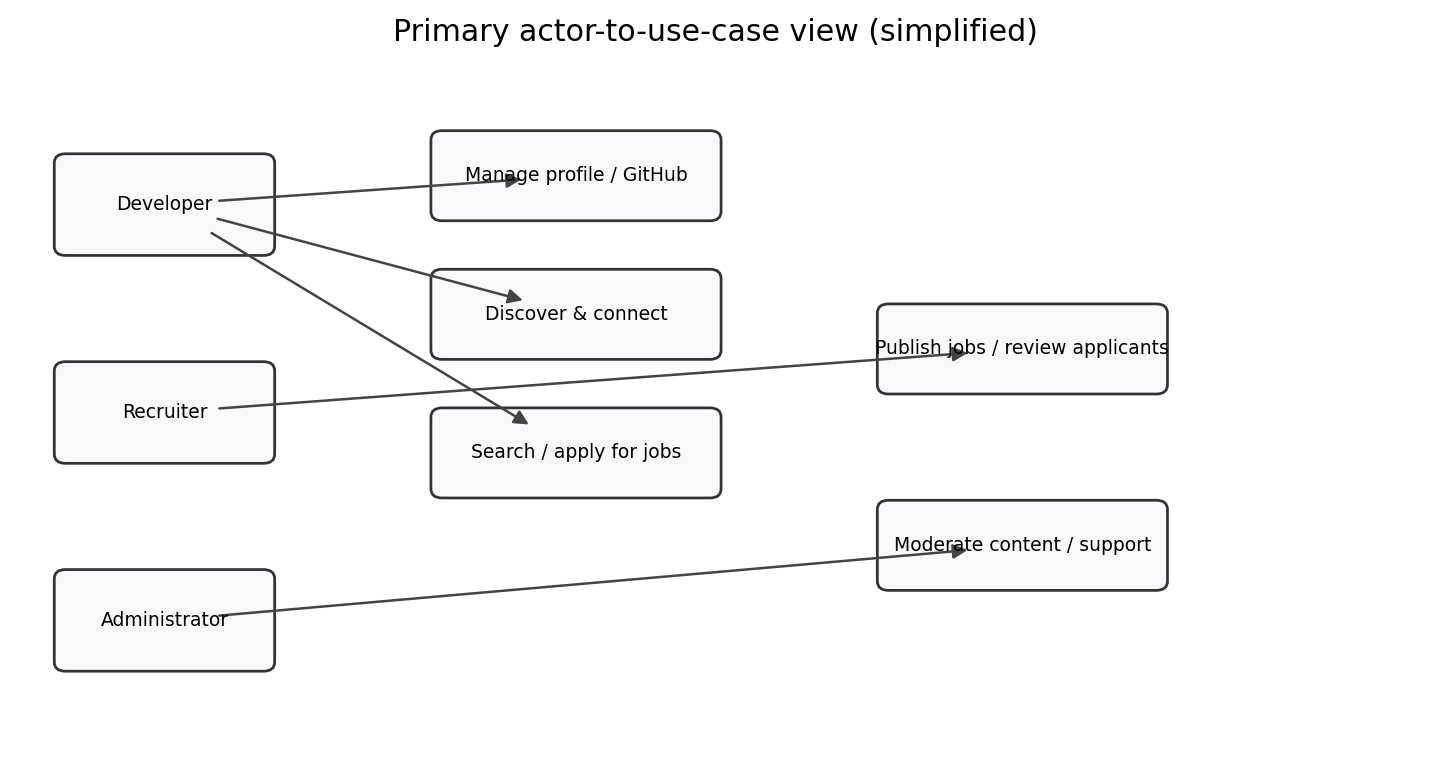 Primary actor-to-use-case view (simplified)
Developer
Manage profile / GitHub
Discover & connect
Search / apply for jobs
Recruiter
Publish jobs / review applicants
Administrator
Moderate content / support